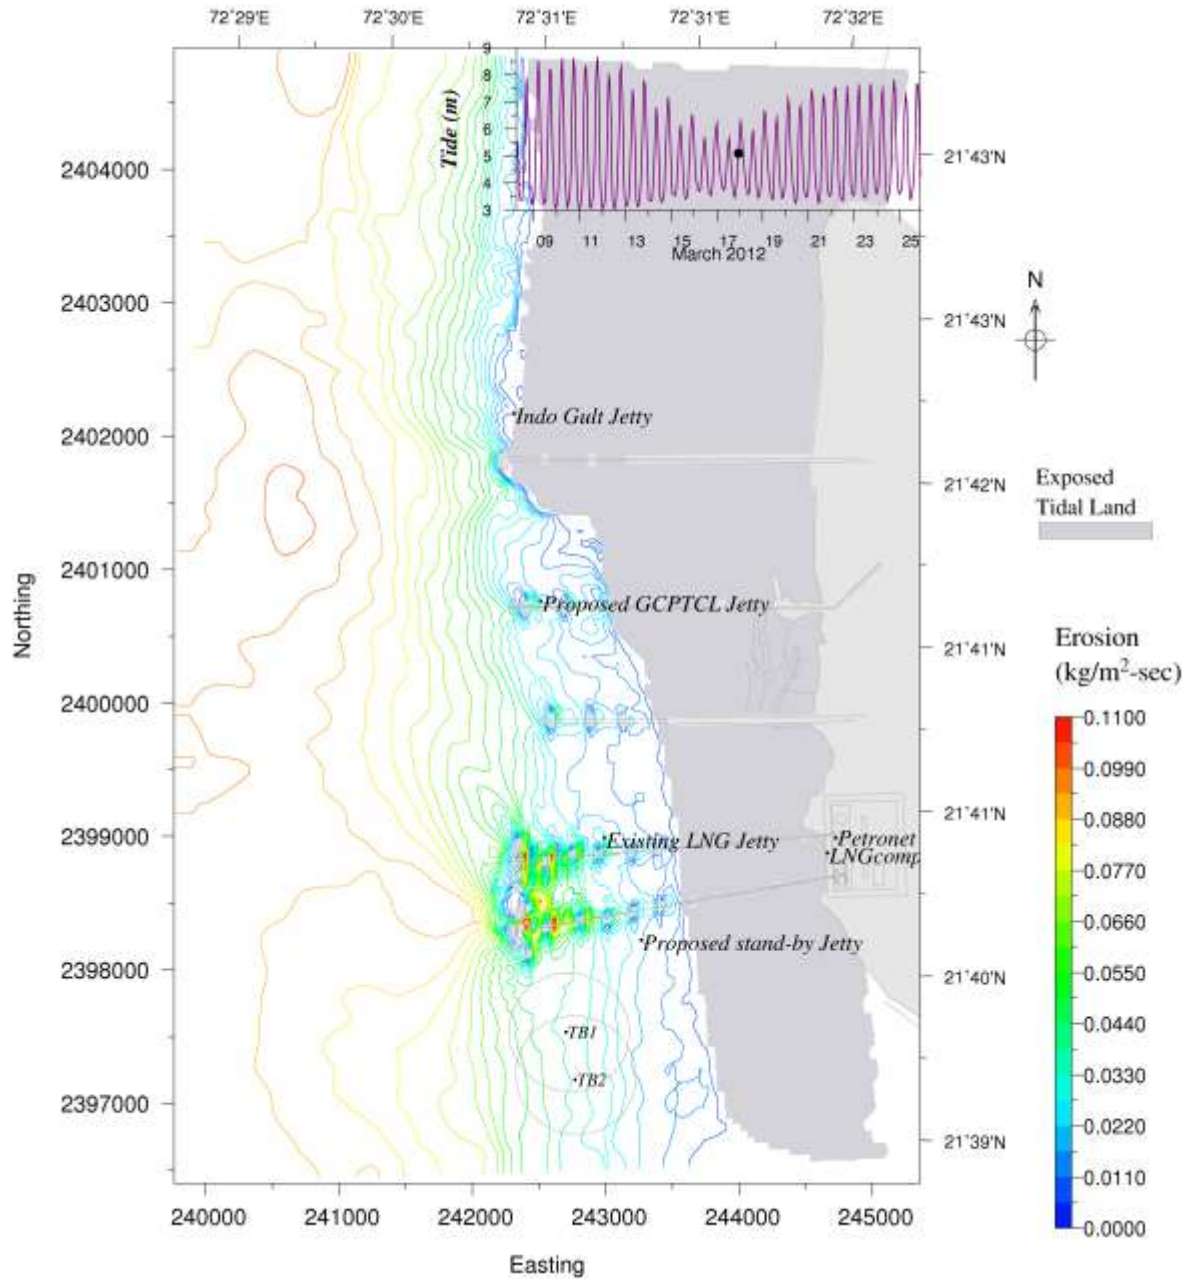 72°29'E 72°30'E 72°31'E 72°31'E 72°32'E
9
8
7
6
5
4
3
Tide (m)
09 11 13 15 17 19 21 23 25
March 2012
2404000
2403000
2402000
2401000
2400000
2399000
2398000
2397000
Northing
21°43'N
21°43'N
21°42'N
21°41'N
21°41'N
21°40'N
21°39'N
Indo Gult Jetty
Proposed GCPTCL Jetty
Existing LNG Jetty
Petronet
LNGcomp
Proposed stand-by Jetty
TB1
TB2
240000 241000 242000 243000 244000 245000
Easting
N
Exposed
Tidal Land
Erosion
(kg/m²-sec)
0.1100
0.0990
0.0880
0.0770
0.0660
0.0550
0.0440
0.0330
0.0220
0.0110
0.0000